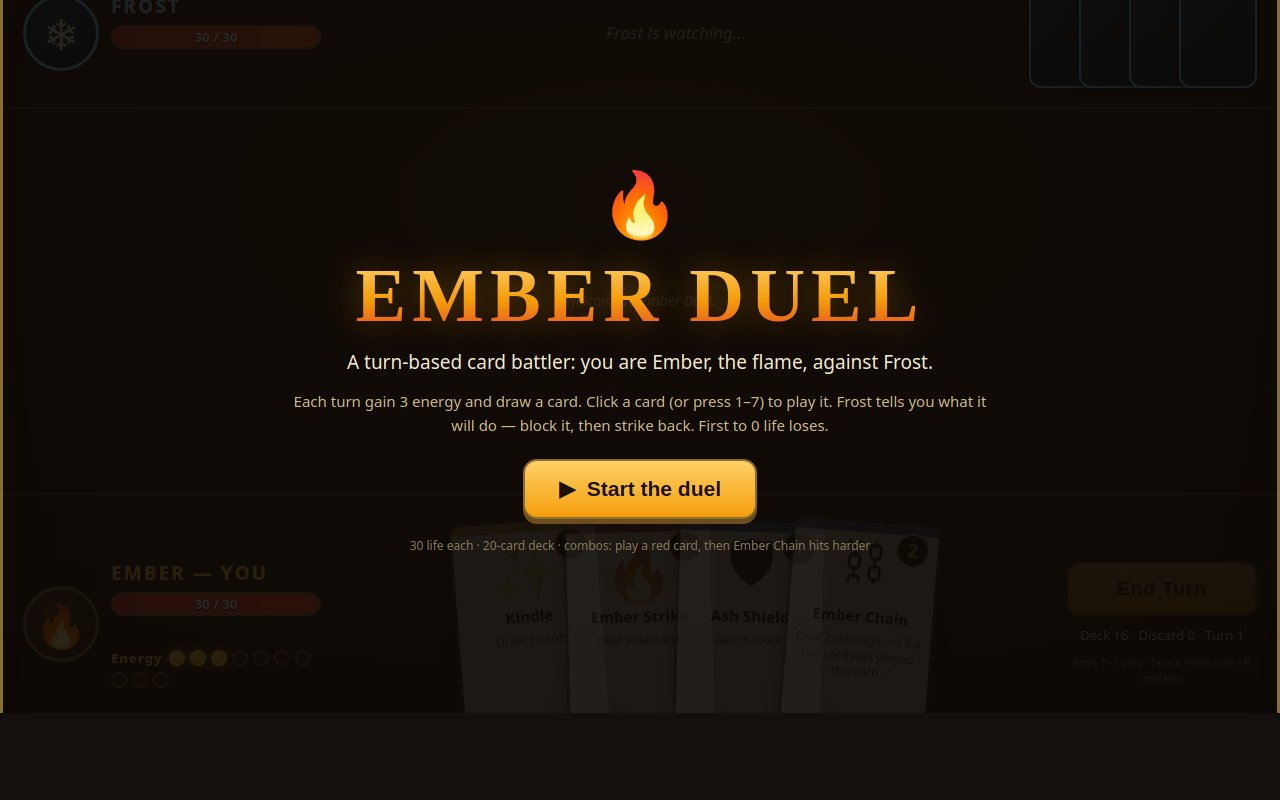 FROST
30 / 30
Frost is watching...
EMBER DUEL
A turn-based card battler: you are Ember, the flame, against Frost.
Each turn gain 3 energy and draw a card. Click a card (or press 1–7) to play it. Frost tells you what it
will do — block it, then strike back. First to 0 life loses.
▶ Start the duel
30 life each · 20-card deck · combos: play a red card, then Ember Chain hits harder
EMBER — YOU
30 / 30
Energy
Kindle
Draw 1 card.
Ember Strike
Deal 3 damage.
Ash Shield
Gain 5 block.
2
Ember Chain
Deal 2 damage. +4 if a
red card was played
this turn.
End Turn
Deck 16 · Discard 0 · Turn 1
Keys 1–7 play · Space ends turn · R
restarts